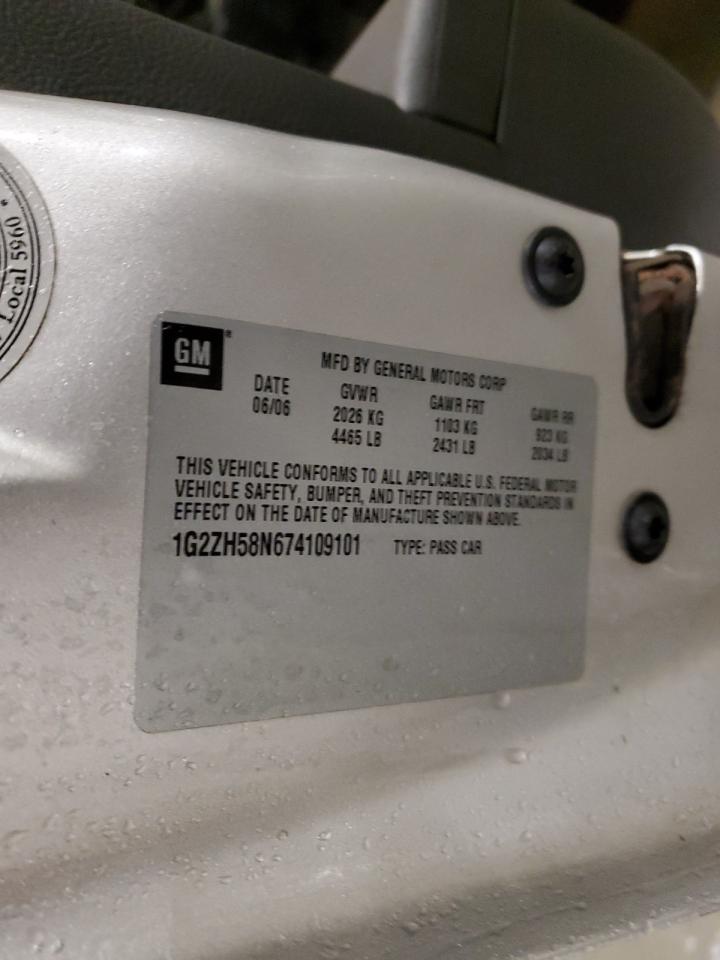 Local 5960
GM
MFD BY GENERAL MOTORS CORP
DATE GVWR GAWR FRT GAWR RR
06/06 2026 KG 1103 KG 923 KG
4465 LB 2431 LB 2034 LB
THIS VEHICLE CONFORMS TO ALL APPLICABLE U.S. FEDERAL MOTOR
VEHICLE SAFETY, BUMPER, AND THEFT PREVENTION STANDARDS IN
EFFECT ON THE DATE OF MANUFACTURE SHOWN ABOVE.
1G2ZH58N674109101 TYPE: PASS CAR